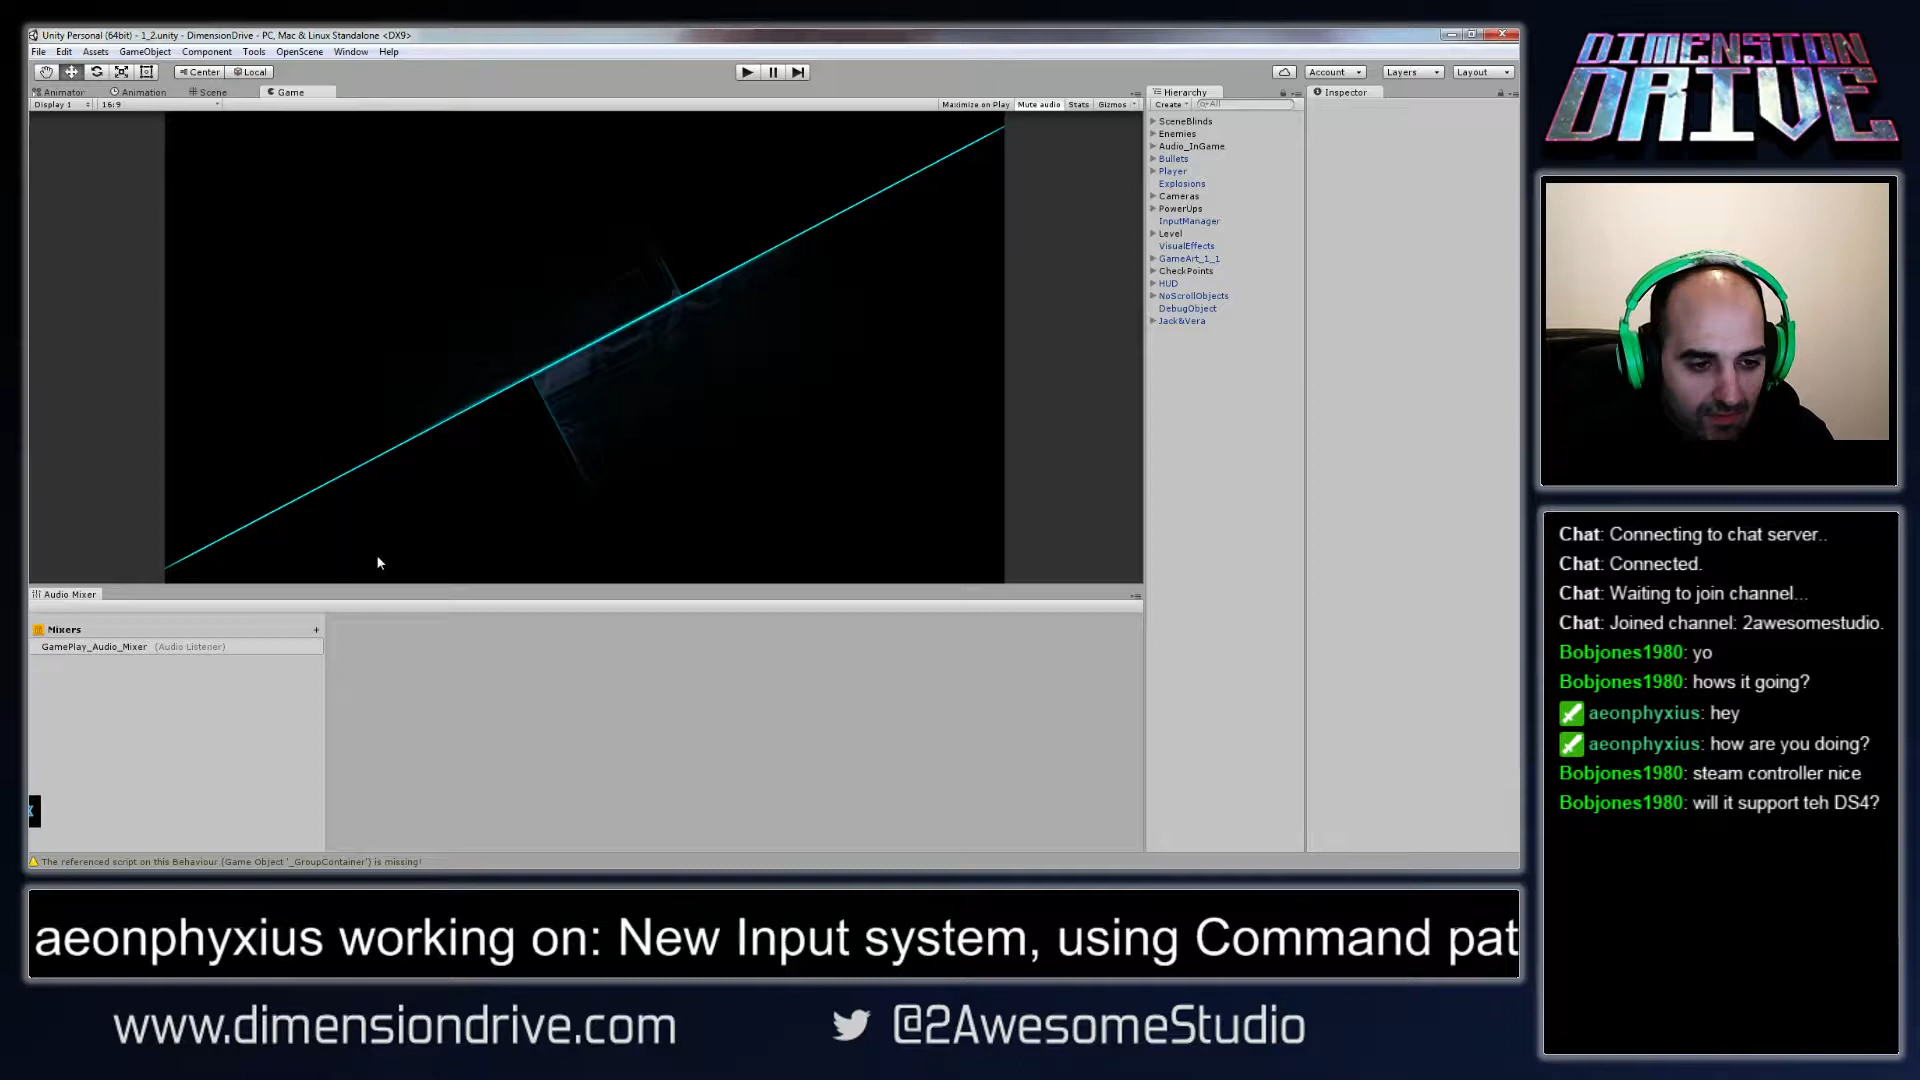 Unity Personal (64bit) - 1_2.unity - DimensionDrive - PC, Mac & Linux Standalone <DX9>
File Edit Assets GameObject Component Tools OpenScene Window Help
Center Local Account Layers Layout
Animator Animation Scene Game
Display 1 16:9 Maximize on Play Mute audio Stats Gizmos
Hierarchy
Create All
SceneBlinds
Enemies
Audio_InGame
Bullets
Player
Explosions
Cameras
PowerUps
InputManager
Level
VisualEffects
GameArt_1_1
CheckPoints
HUD
NoScrollObjects
DebugObject
Jack&Vera
Inspector
Audio Mixer
Mixers +
GamePlay_Audio_Mixer (Audio Listener)
The referenced script on this Behaviour (Game Object '_GroupContainer') is missing!
DIMENSION
DRIVE
Chat: Connecting to chat server..
Chat: Connected.
Chat: Waiting to join channel...
Chat: Joined channel: 2awesomestudio.
Bobjones1980: yo
Bobjones1980: hows it going?
aeonphyxius: hey
aeonphyxius: how are you doing?
Bobjones1980: steam controller nice
Bobjones1980: will it support teh DS4?
aeonphyxius working on: New Input system, using Command pat
www.dimensiondrive.com @2AwesomeStudio